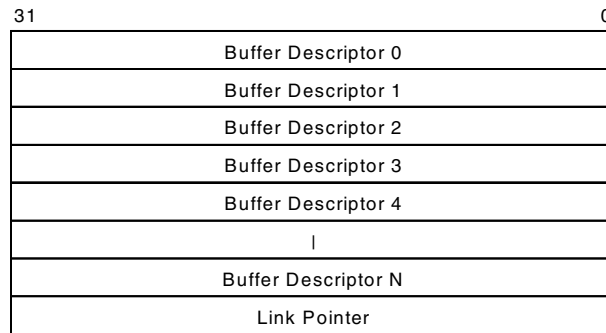 31 0
Buffer Descriptor 0
Buffer Descriptor 1
Buffer Descriptor 2
Buffer Descriptor 3
Buffer Descriptor 4
|
Buffer Descriptor N
Link Pointer